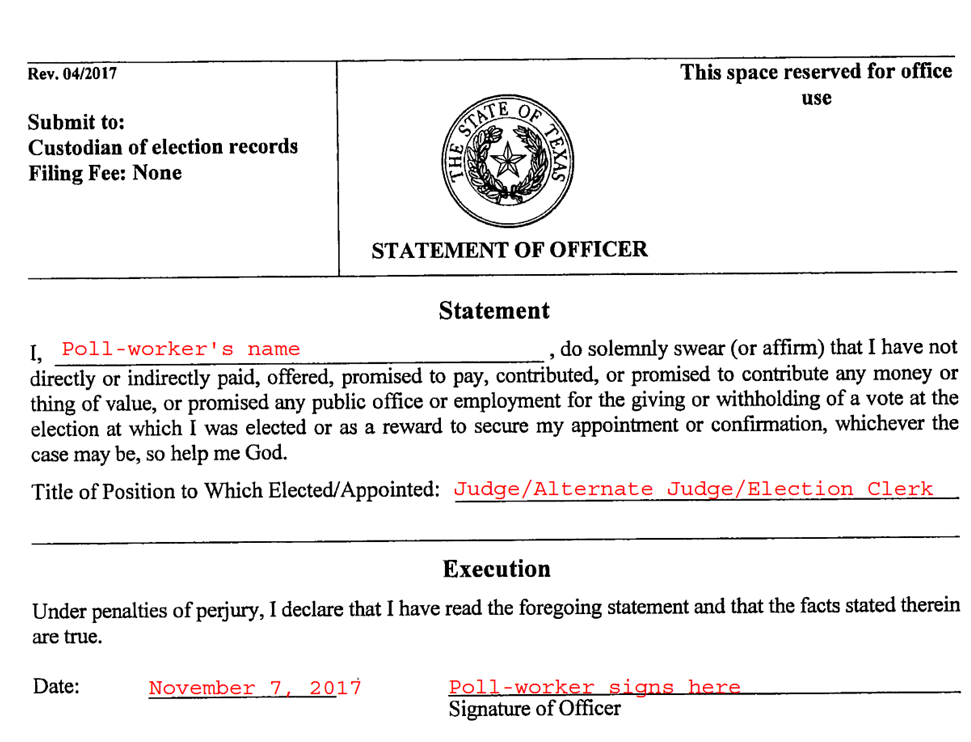 Rev. 04/2017
Submit to:
Custodian of election records
Filing Fee: None
This space reserved for office
use
THE STATE OF TEXAS
STATEMENT OF OFFICER
Statement
I, Poll-worker's name , do solemnly swear (or affirm) that I have not
directly or indirectly paid, offered, promised to pay, contributed, or promised to contribute any money or
thing of value, or promised any public office or employment for the giving or withholding of a vote at the
election at which I was elected or as a reward to secure my appointment or confirmation, whichever the
case may be, so help me God.
Title of Position to Which Elected/Appointed: Judge/Alternate Judge/Election Clerk
Execution
Under penalties of perjury, I declare that I have read the foregoing statement and that the facts stated therein
are true.
Date: November 7, 2017 Poll-worker signs here
Signature of Officer